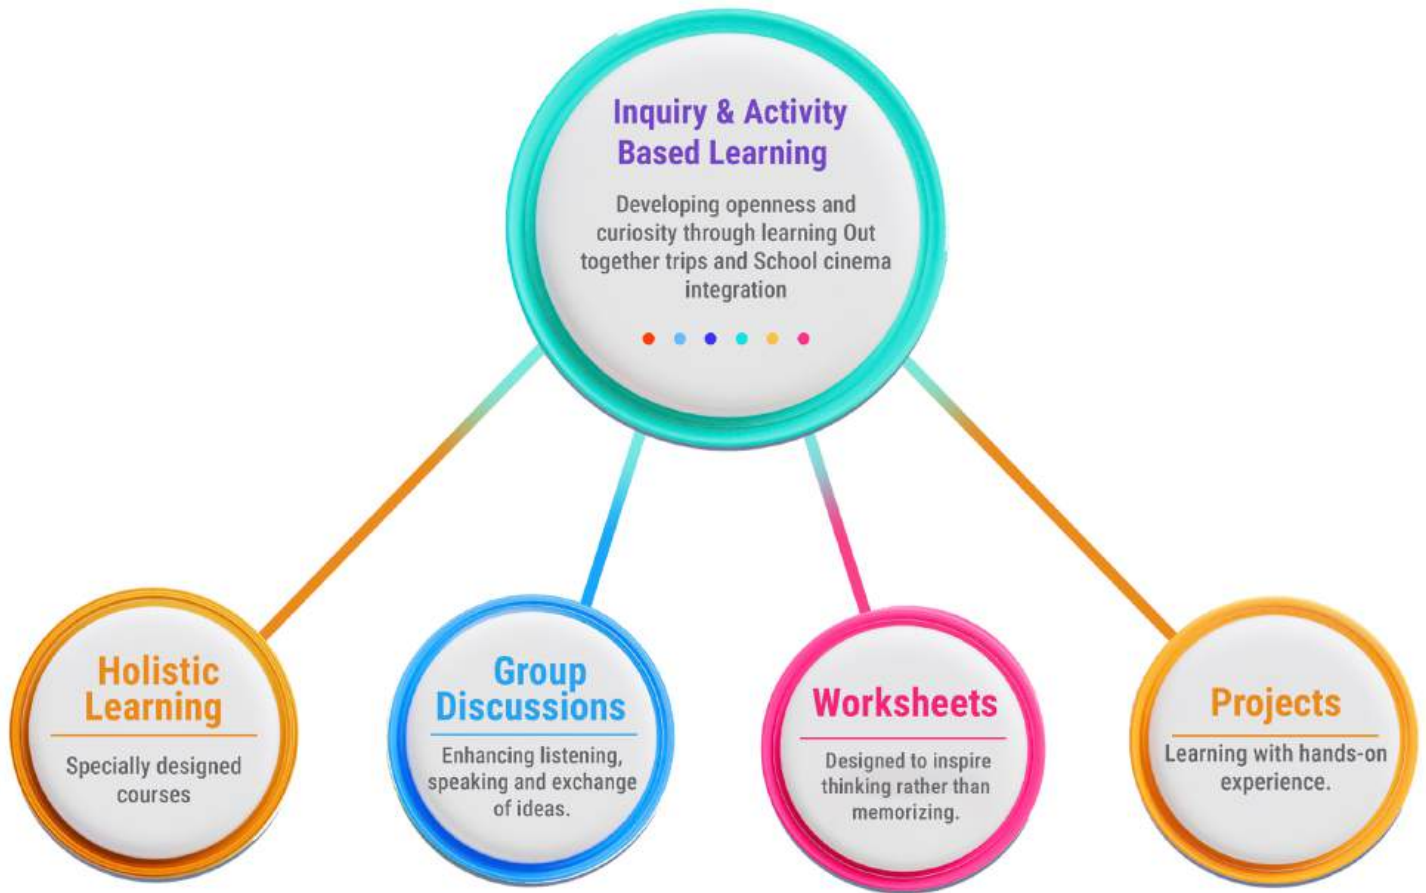 Inquiry & Activity
Based Learning
Developing openness and
curiosity through learning Out
together trips and School cinema
integration
Holistic
Learning
Specially designed
courses
Group
Discussions
Enhancing listening,
speaking and exchange
of ideas.
Worksheets
Designed to inspire
thinking rather than
memorizing.
Projects
Learning with hands-on
experience.